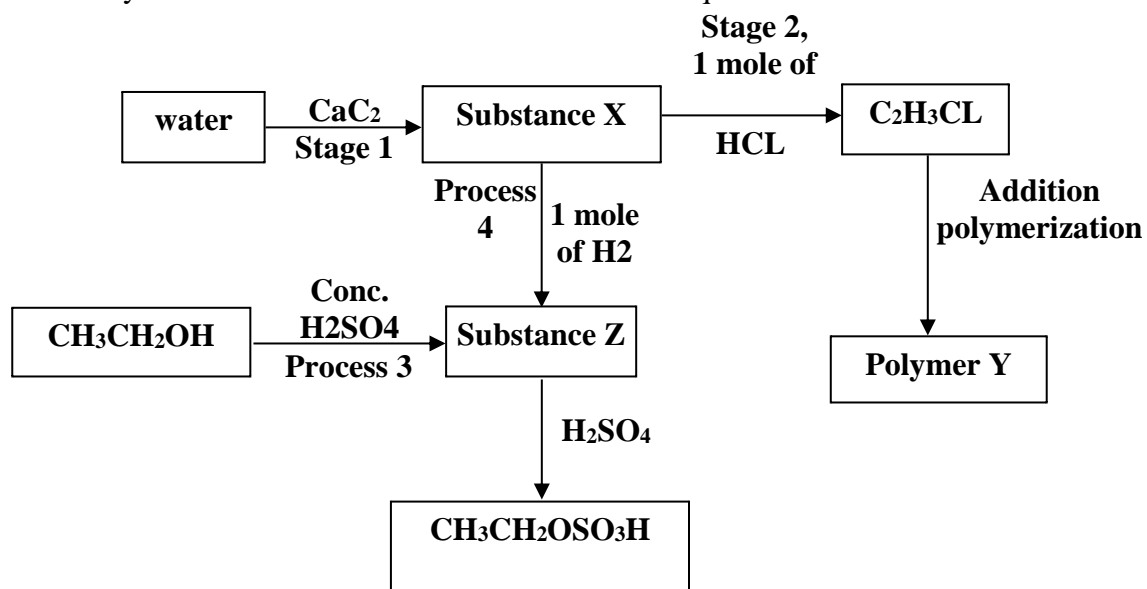 Stage 2,
1 mole of
water
CaC₂
Stage 1
Substance X
HCL
C₂H₃CL
Process
4
1 mole
of H2
Addition
polymerization
CH₃CH₂OH
Conc.
H2SO4
Process 3
Substance Z
Polymer Y
H₂SO₄
CH₃CH₂OSO₃H